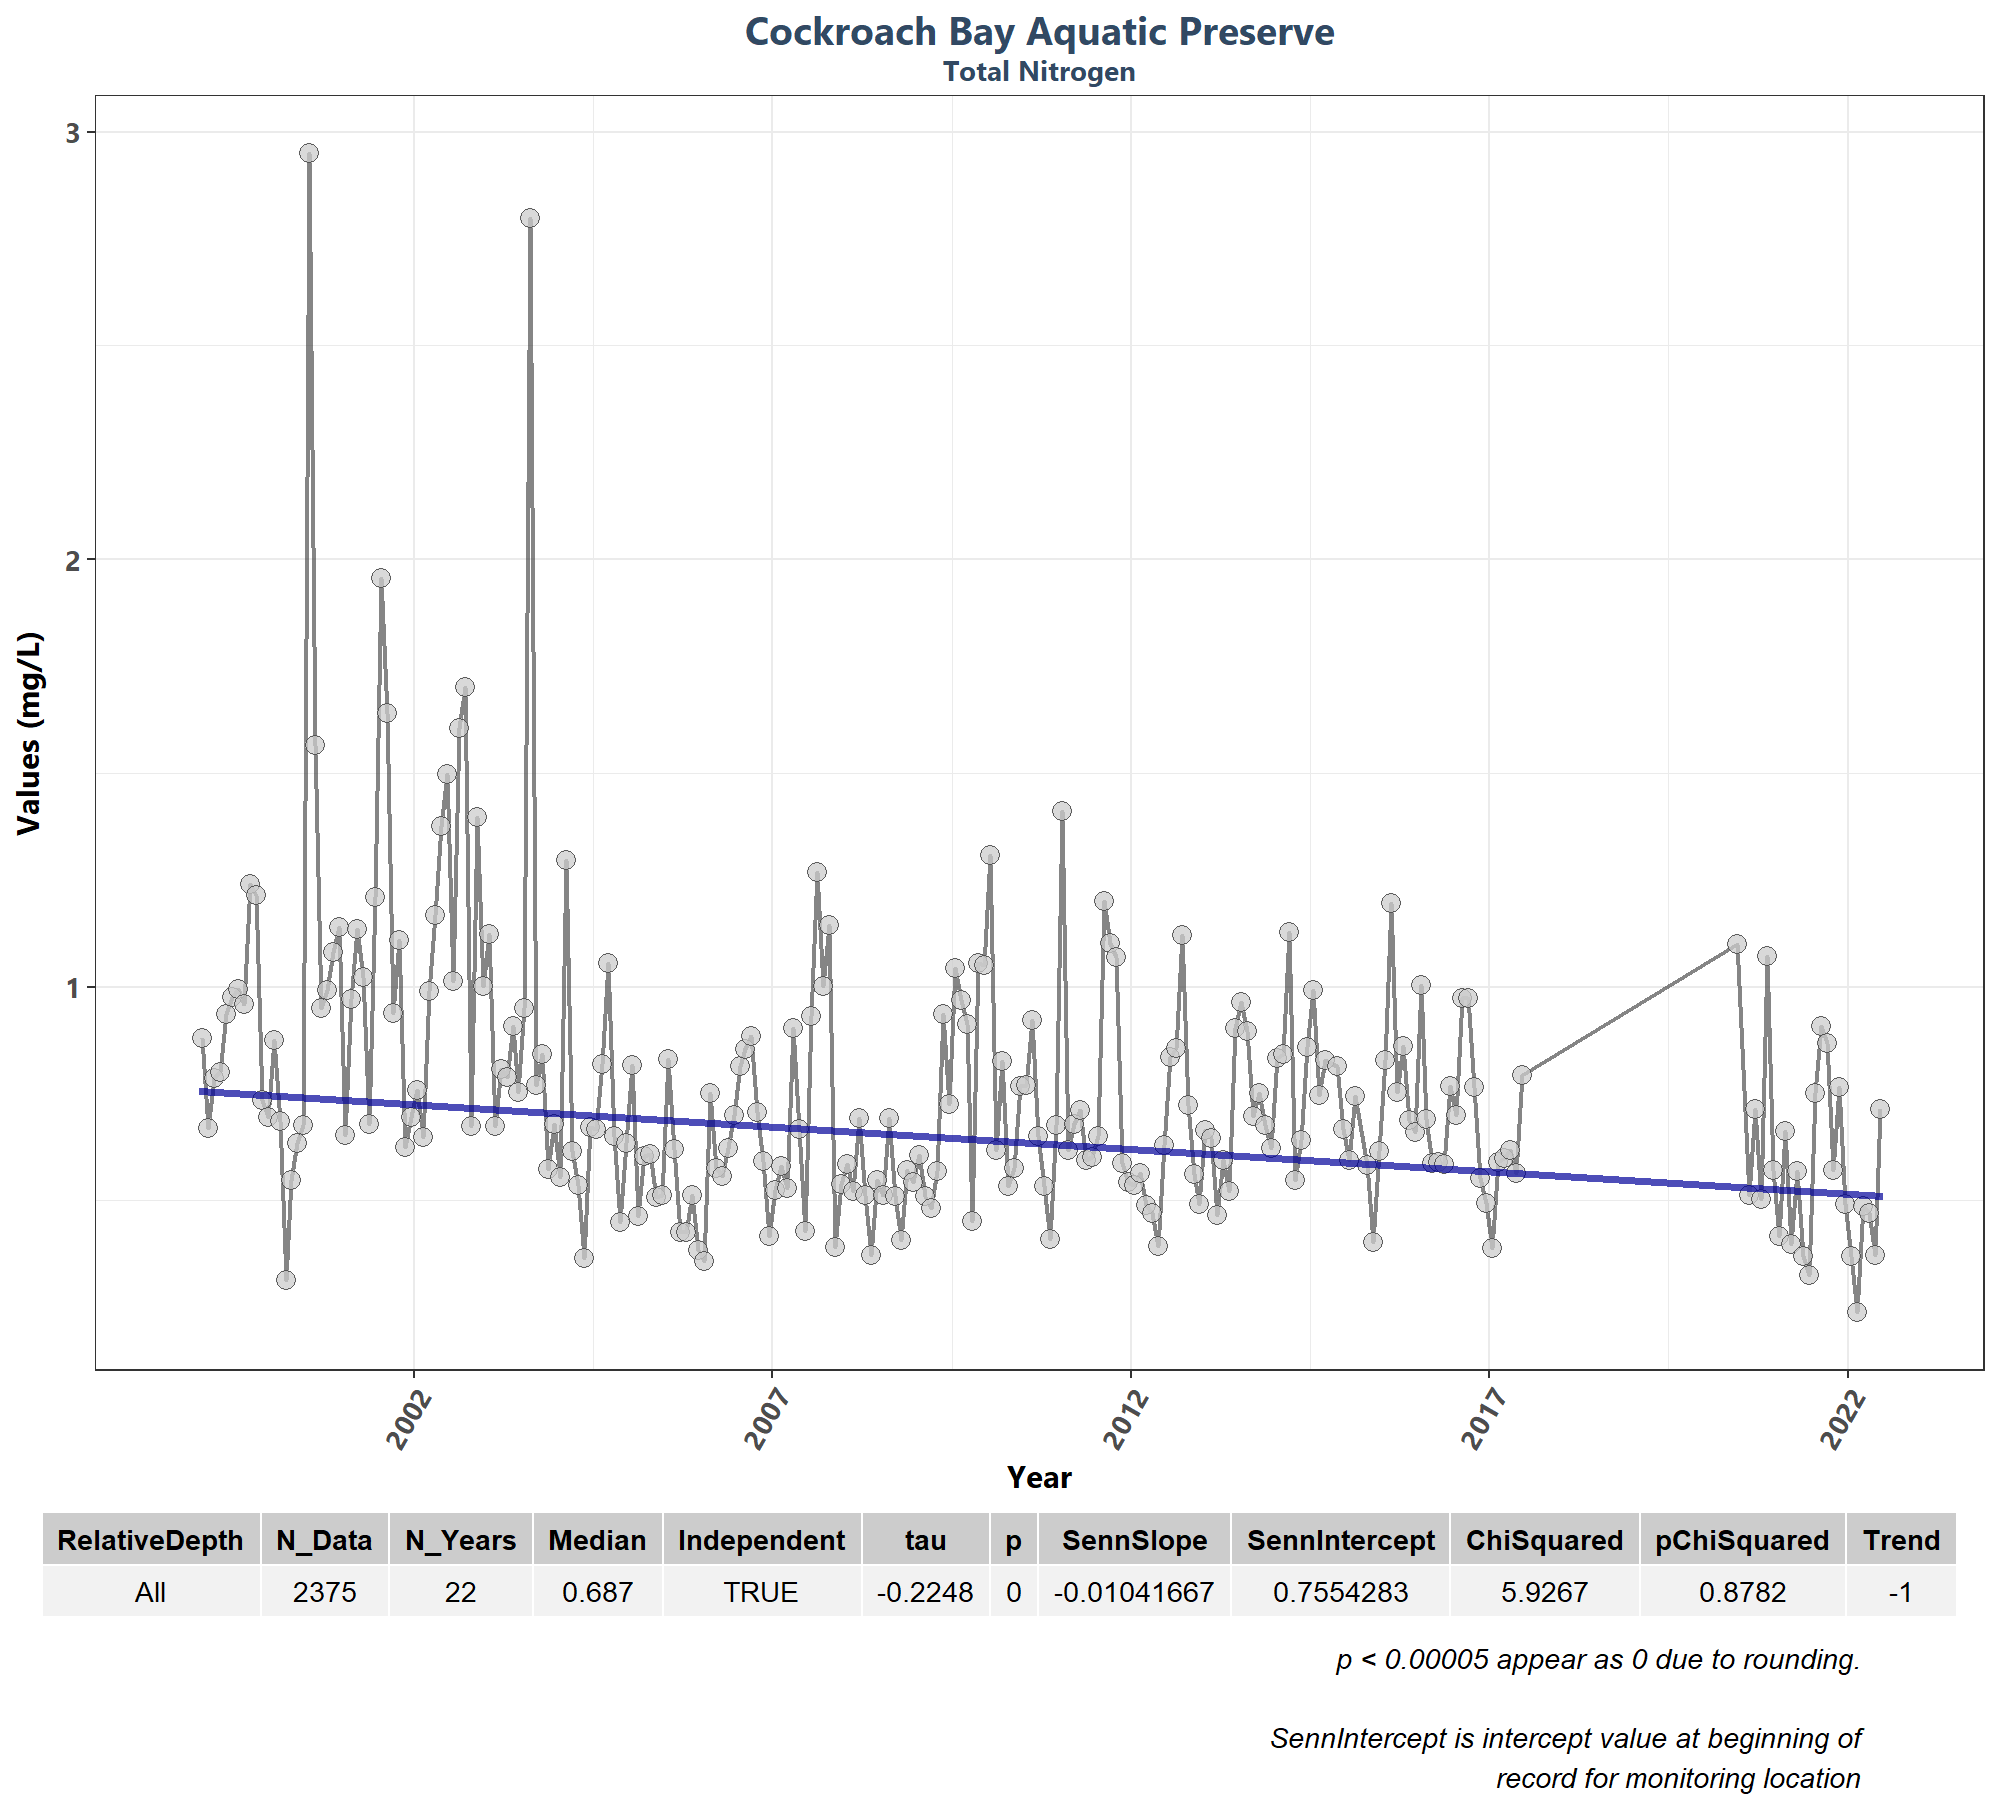 Cockroach Bay Aquatic Preserve
Total Nitrogen
Values (mg/L)
3
2
1
2002 2007 2012 2017 2022
Year
RelativeDepth N_Data N_Years Median Independent tau p SennSlope SennIntercept ChiSquared pChiSquared Trend
All 2375 22 0.687 TRUE -0.2248 0 -0.01041667 0.7554283 5.9267 0.8782 -1
p < 0.00005 appear as 0 due to rounding.
SennIntercept is intercept value at beginning of
record for monitoring location